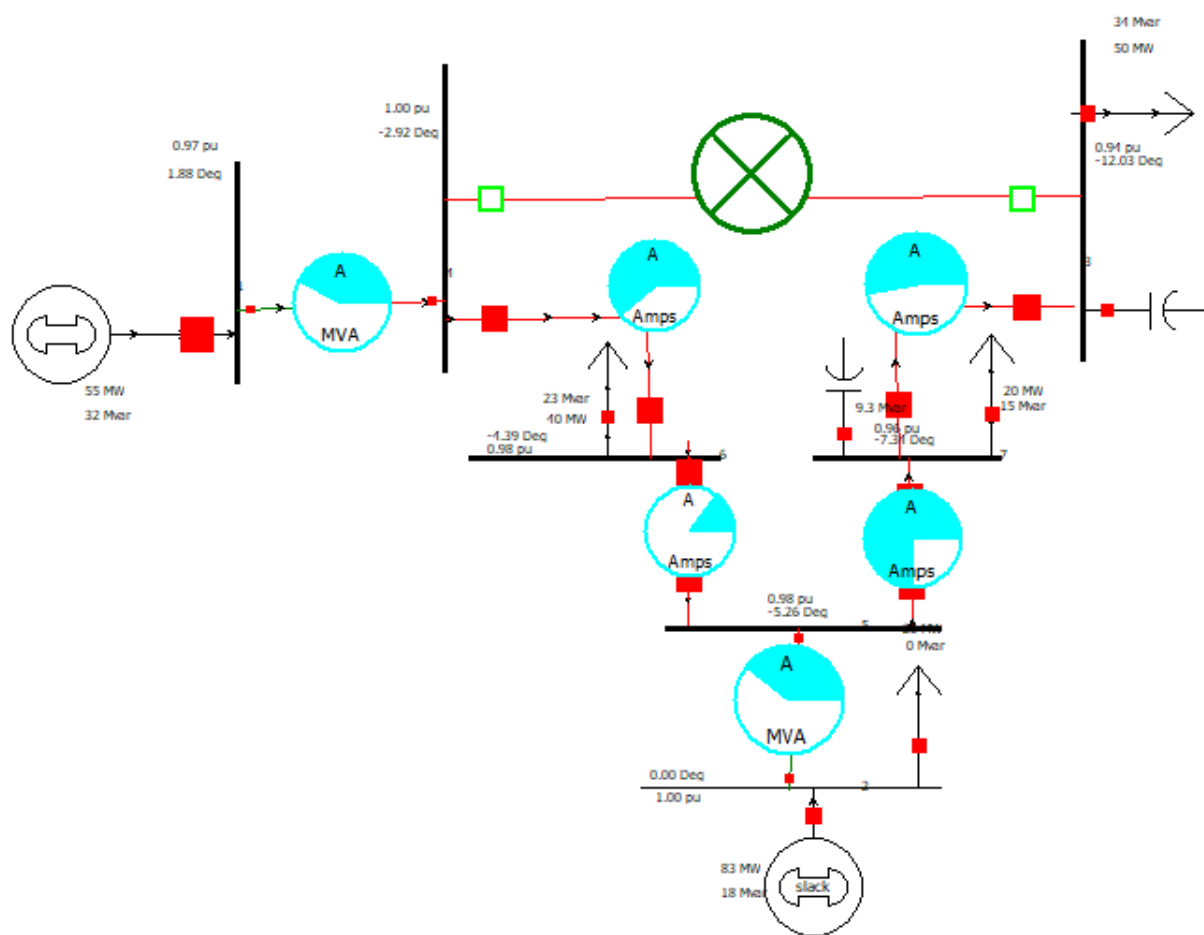 34 Mvar
50 MW
1.00 pu
-2.92 Deg
0.97 pu
1.88 Deg
0.94 pu
-12.03 Deg
A
MVA
4
A
Amps
A
Amps
3
55 MW
32 Mvar
23 Mvar
40 MW
9.3 Mvar
20 MW
15 Mvar
-4.39 Deg
0.98 pu
6
0.96 pu
-7.34 Deg
7
A
Amps
A
Amps
0.98 pu
-5.26 Deg
5
MW
0 Mvar
A
MVA
0.00 Deg
1.00 pu
2
83 MW
18 Mvar
slack